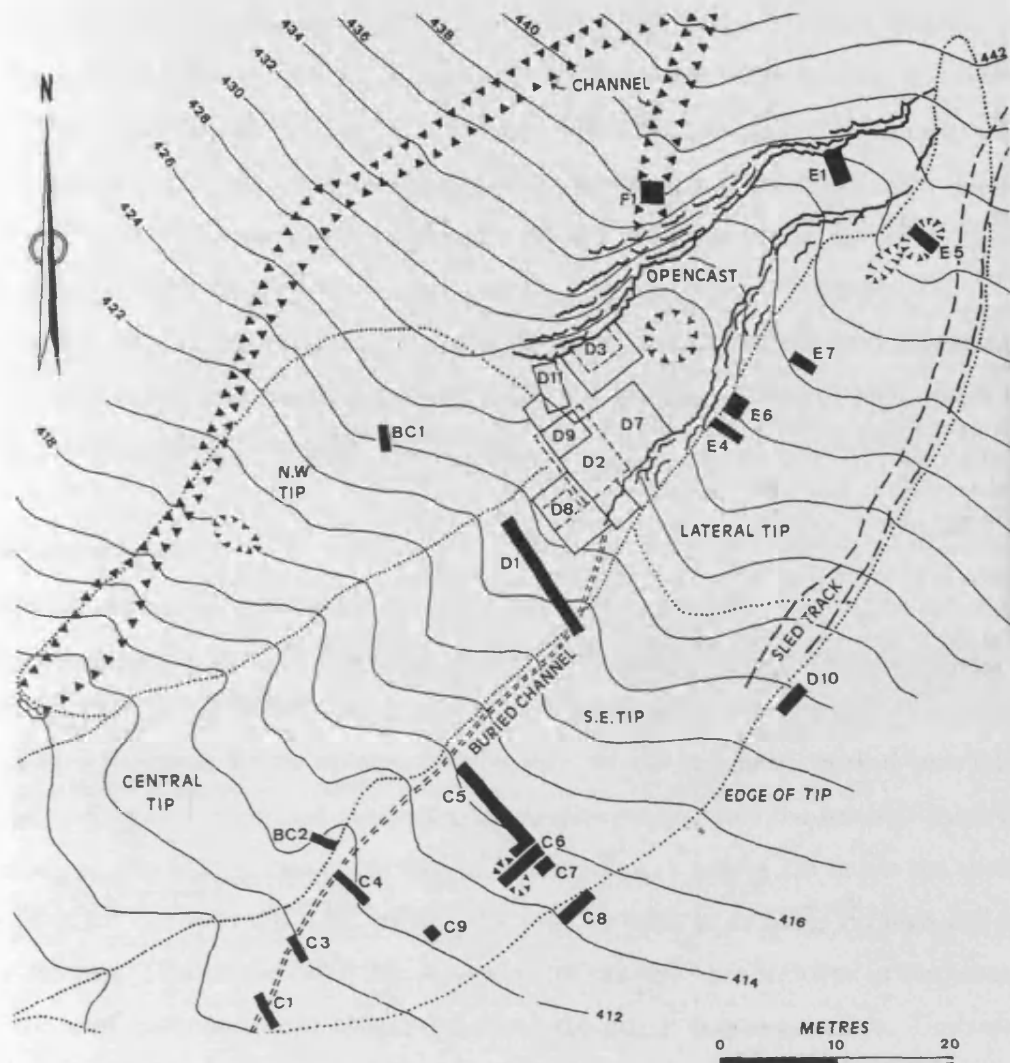 440
438
436
434
432
430
428
426
424
422
418
442
N
CHANNEL
F1
E1
E5
OPENCAST
D3
D11
E7
D7
D9
E6
E4
D2
BC1
N.W
TIP
D8
LATERAL TIP
D1
SLED TRACK
D10
BURIED CHANNEL
S.E. TIP
CENTRAL
TIP
C5
EDGE OF TIP
BC2
C6
C7
C4
C8
416
C9
C3
414
C1
412
METRES
0
10
20